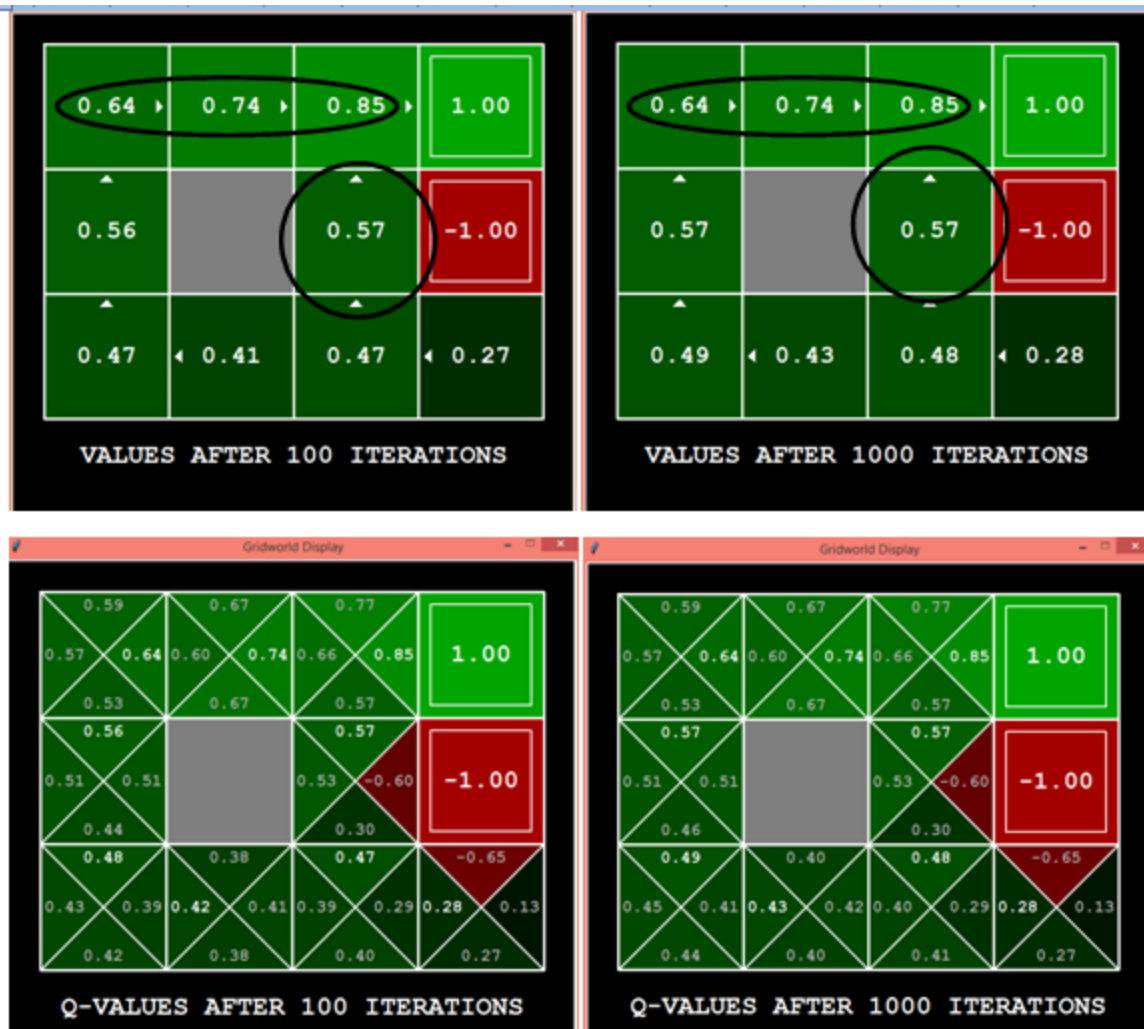 0.64 0.74 0.85 1.00
0.56 0.57 -1.00
0.47 0.41 0.47 0.27
VALUES AFTER 100 ITERATIONS
0.64 0.74 0.85 1.00
0.57 0.57 -1.00
0.49 0.43 0.48 0.28
VALUES AFTER 1000 ITERATIONS
Gridworld Display
0.59 0.67 0.77
0.57 0.64 0.60 0.74 0.66 0.85 1.00
0.53 0.67 0.57
0.56 0.57
0.51 0.51 0.53 -0.60 -1.00
0.44 0.30
0.48 0.38 0.47 -0.65
0.43 0.39 0.42 0.41 0.39 0.29 0.28 0.13
0.42 0.38 0.40 0.27
Q-VALUES AFTER 100 ITERATIONS
Gridworld Display
0.59 0.67 0.77
0.57 0.64 0.60 0.74 0.66 0.85 1.00
0.53 0.67 0.57
0.57 0.57
0.51 0.51 0.53 -0.60 -1.00
0.46 0.30
0.49 0.40 0.48 -0.65
0.45 0.41 0.43 0.42 0.40 0.29 0.28 0.13
0.44 0.40 0.41 0.27
Q-VALUES AFTER 1000 ITERATIONS